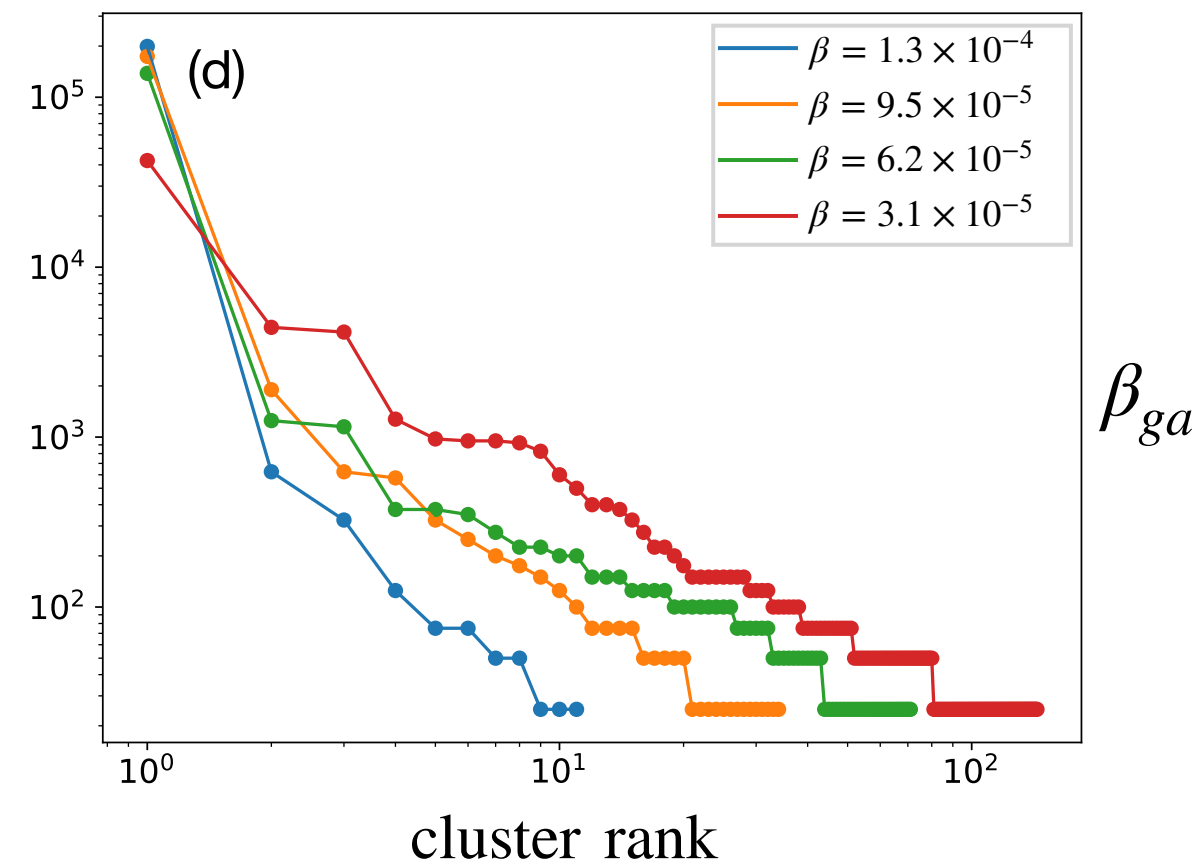 (d)
β = 1.3 × 10⁻⁴
β = 9.5 × 10⁻⁵
β = 6.2 × 10⁻⁵
β = 3.1 × 10⁻⁵
10⁵
10⁴
10³
10²
β_ga
10⁰ 10¹ 10²
cluster rank